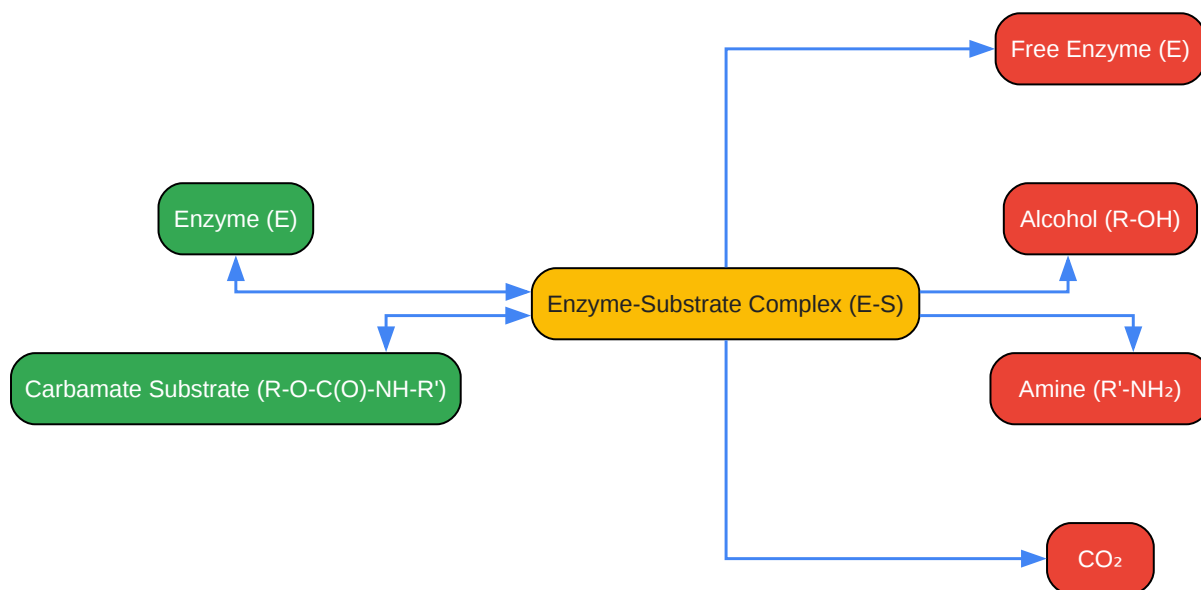 Free Enzyme (E)
Enzyme (E)
Alcohol (R-OH)
Enzyme-Substrate Complex (E-S)
Carbamate Substrate (R-O-C(O)-NH-R')
Amine (R'-NH₂)
CO₂